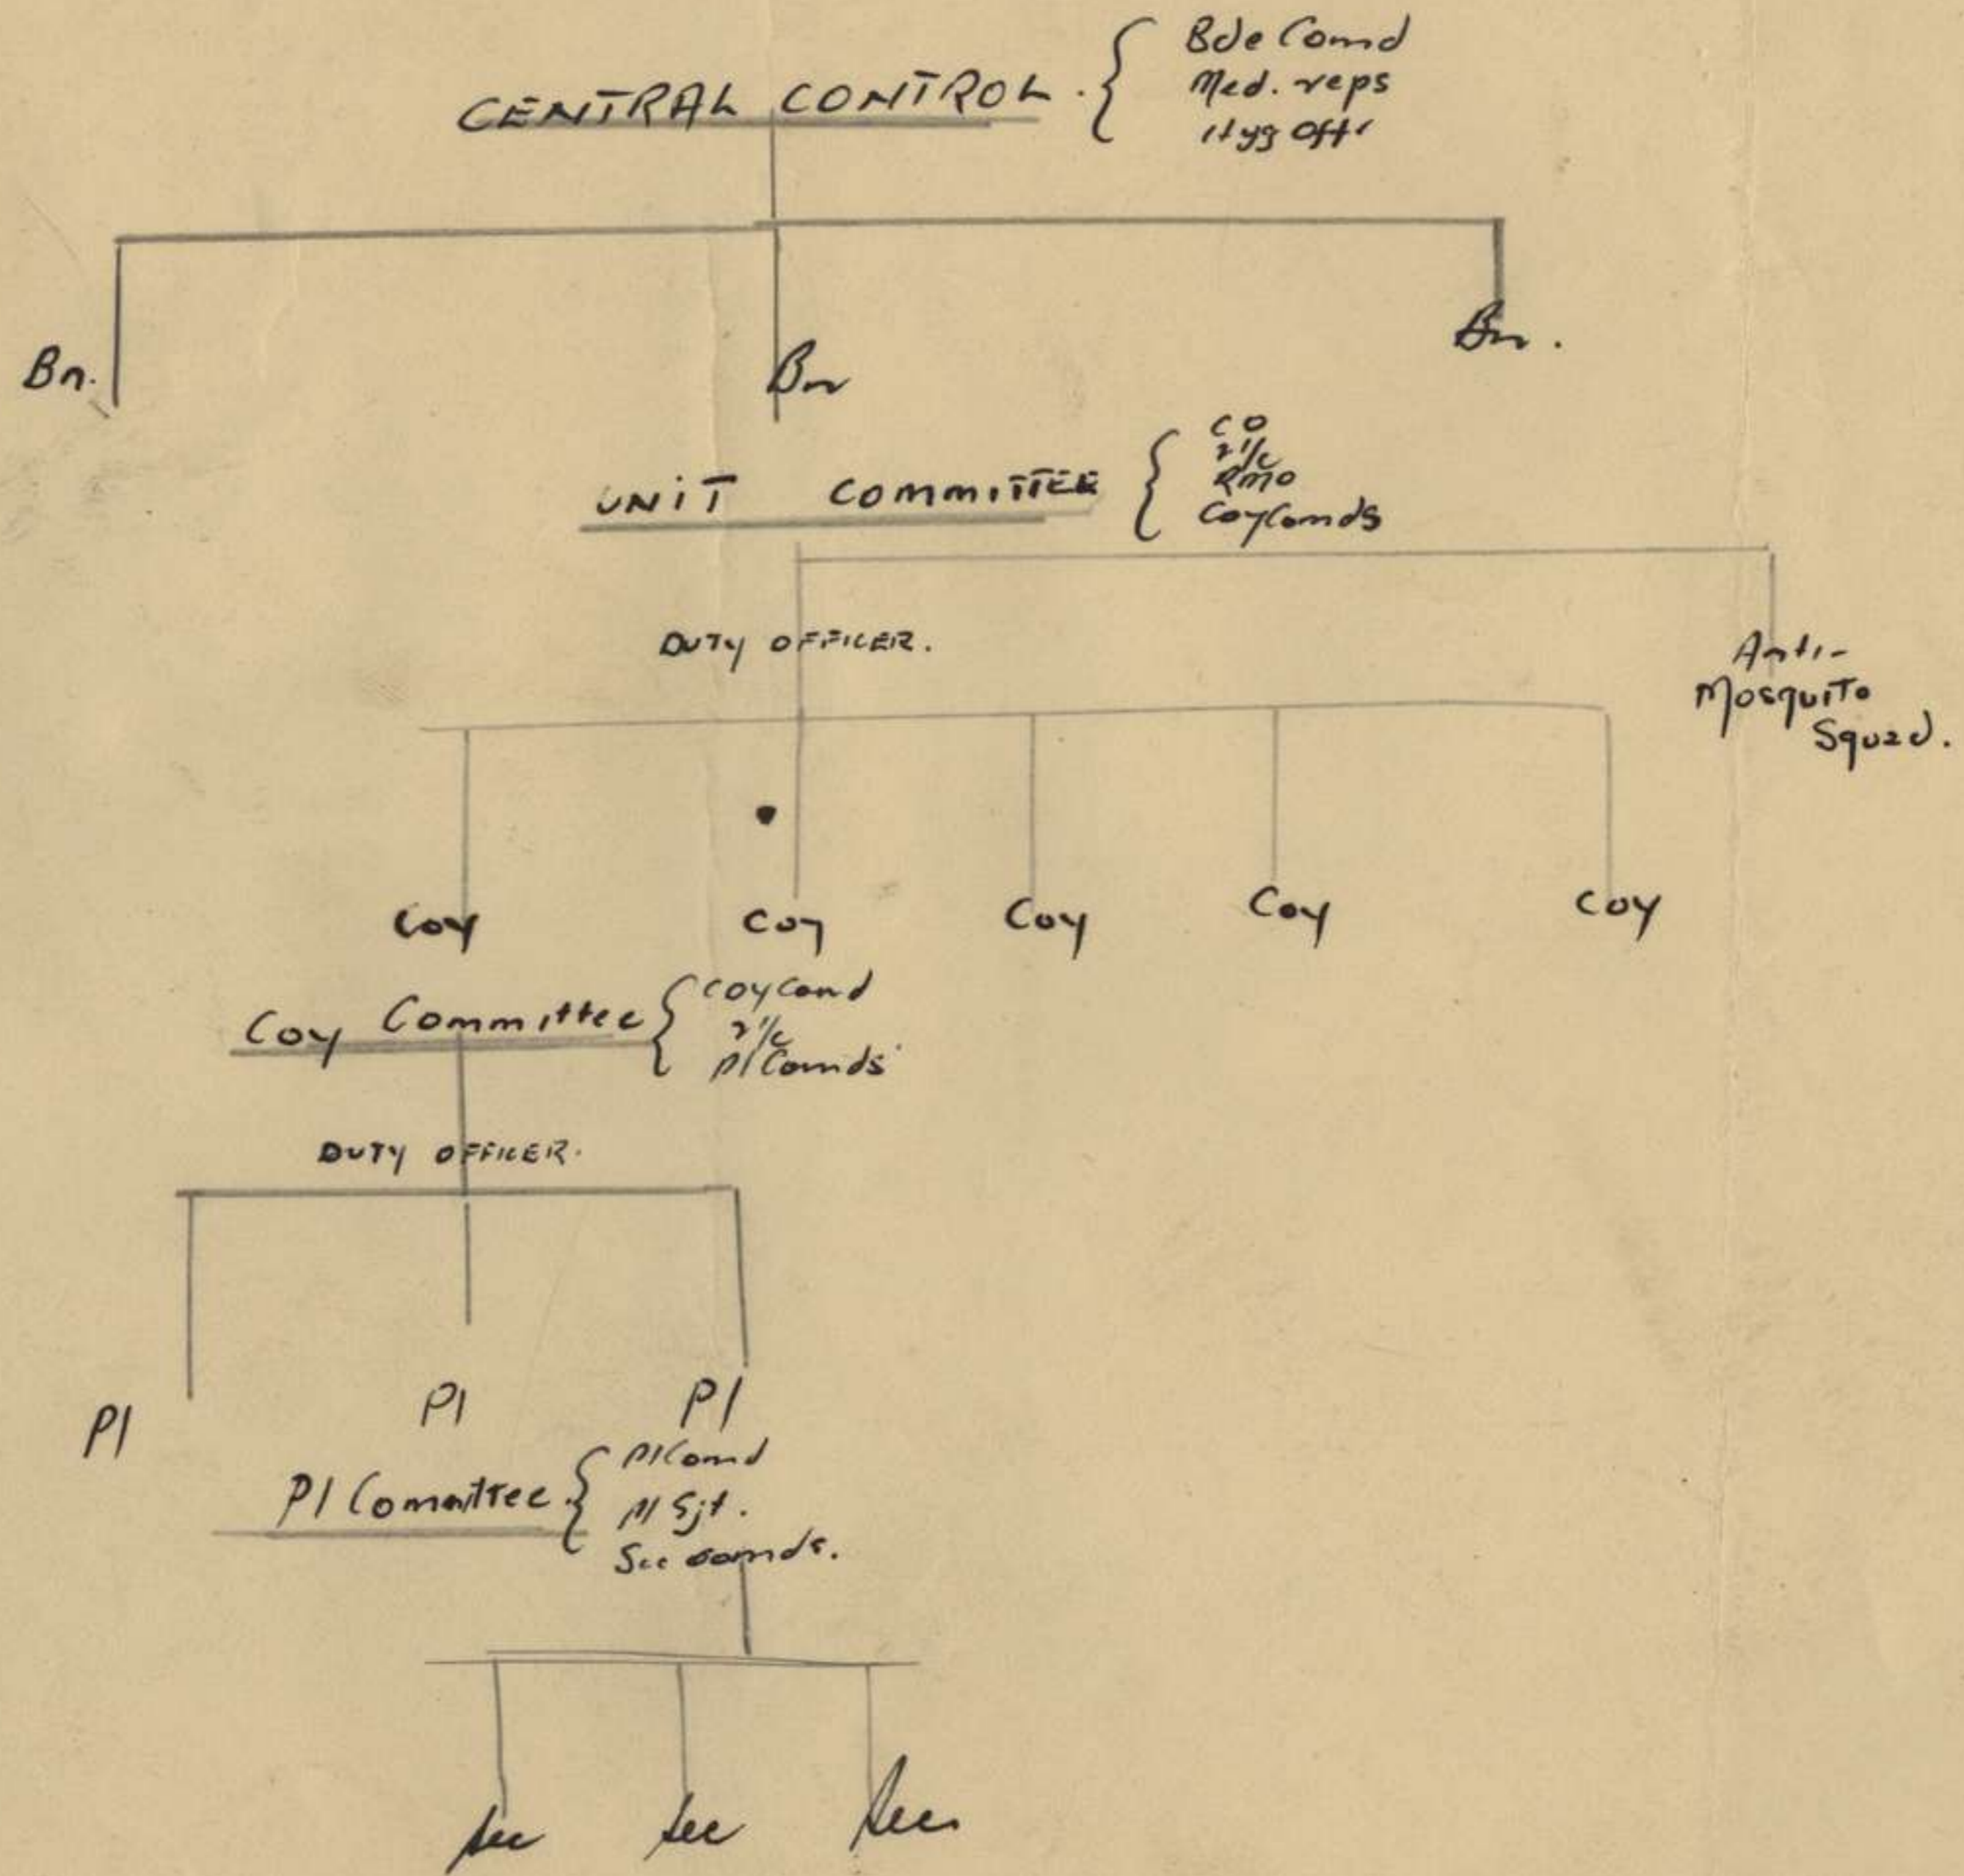 CENTRAL CONTROL.
Bde Comd
Med. reps
Hyg Offr
Bn.
Bn
Bn.
UNIT COMMITTEE
CO
2i/c
RMO
Coy Comds
DUTY OFFICER.
Anti-
Mosquito
Squad.
Coy
Coy
Coy
Coy
Coy
Coy Committee
Coy Comd
2i/c
Pl Comds
DUTY OFFICER.
Pl
Pl
Pl
Pl Committee
Pl Comd
Pl Sjt.
Sec Comds.
Sec
Sec
Sec